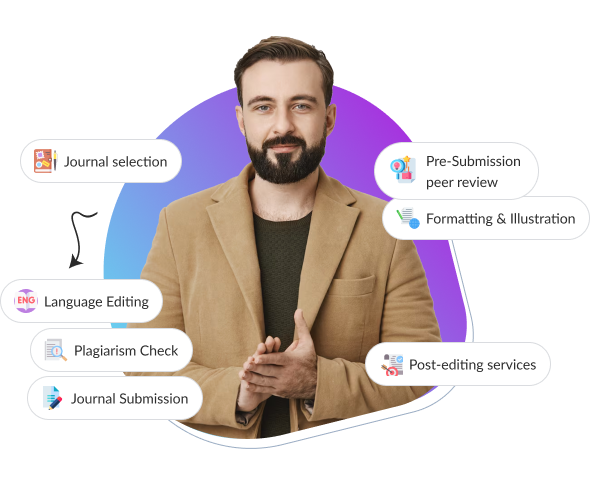 Journal selection
Pre-Submission
peer review
Formatting & Illustration
ENG
Language Editing
Plagiarism Check
Post-editing services
Journal Submission